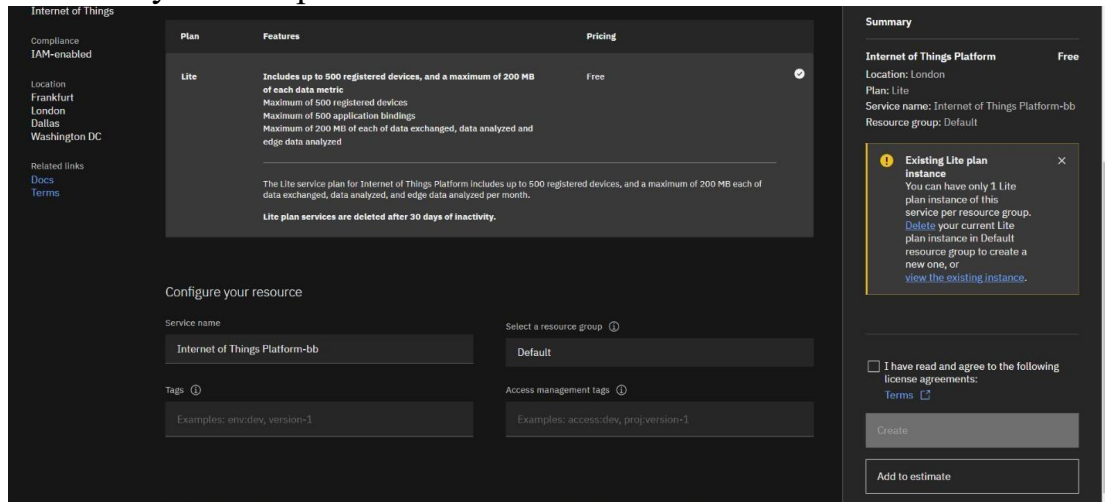 Internet of Things
Compliance
IAM-enabled
Location
Frankfurt
London
Dallas
Washington DC
Related links
Docs
Terms
Plan Features Pricing
Lite Includes up to 500 registered devices, and a maximum of 200 MB Free
of each data metric
Maximum of 500 registered devices
Maximum of 500 application bindings
Maximum of 200 MB of each of data exchanged, data analyzed and
edge data analyzed
The Lite service plan for Internet of Things Platform includes up to 500 registered devices, and a maximum of 200 MB each of
data exchanged, data analyzed, and edge data analyzed per month.
Lite plan services are deleted after 30 days of inactivity.
Configure your resource
Service name
Internet of Things Platform-bb
Select a resource group
Default
Tags
Examples: env:dev, version-1
Access management tags
Examples: access:dev, proj:version-1
Summary
Internet of Things Platform Free
Location: London
Plan: Lite
Service name: Internet of Things Platform-bb
Resource group: Default
Existing Lite plan
instance
You can have only 1 Lite
plan instance of this
service per resource group.
Delete your current Lite
plan instance in Default
resource group to create a
new one, or
view the existing instance.
I have read and agree to the following
license agreements:
Terms
Create
Add to estimate